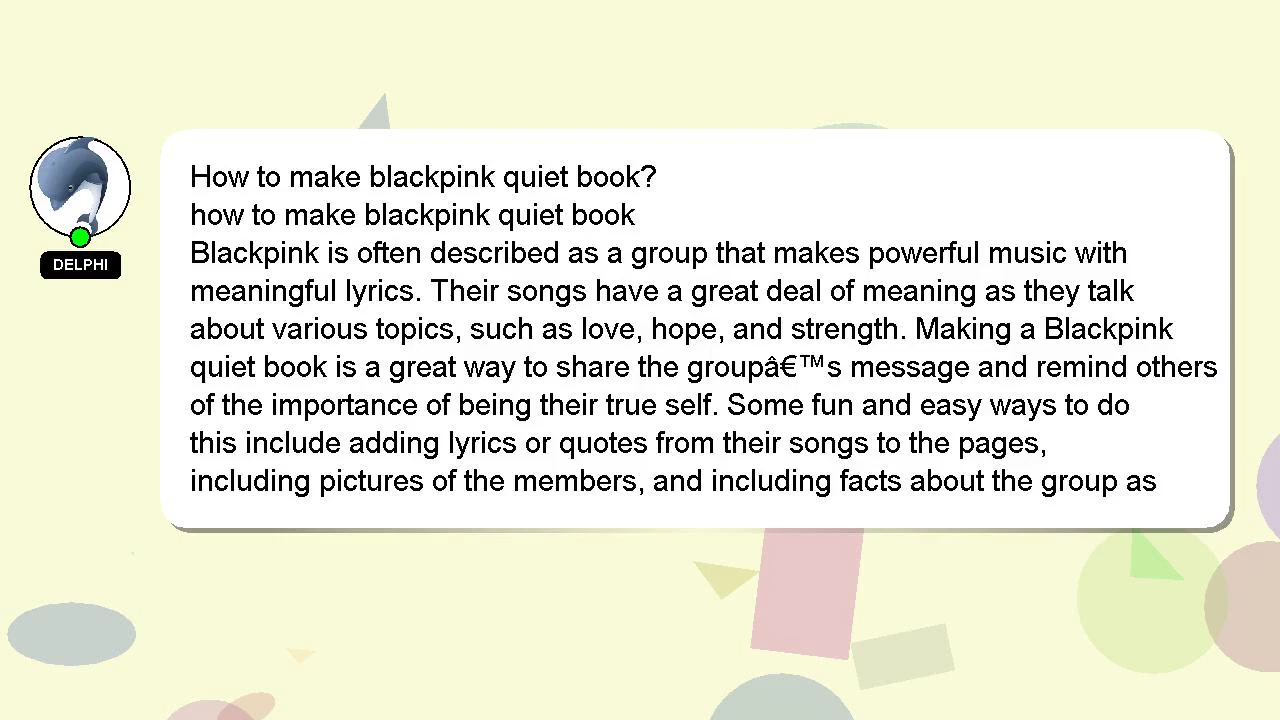 How to make blackpink quiet book?
how to make blackpink quiet book
Blackpink is often described as a group that makes powerful music with
meaningful lyrics. Their songs have a great deal of meaning as they talk
about various topics, such as love, hope, and strength. Making a Blackpink
quiet book is a great way to share the groupâ€™s message and remind others
of the importance of being their true self. Some fun and easy ways to do
this include adding lyrics or quotes from their songs to the pages,
including pictures of the members, and including facts about the group as
DELPHI